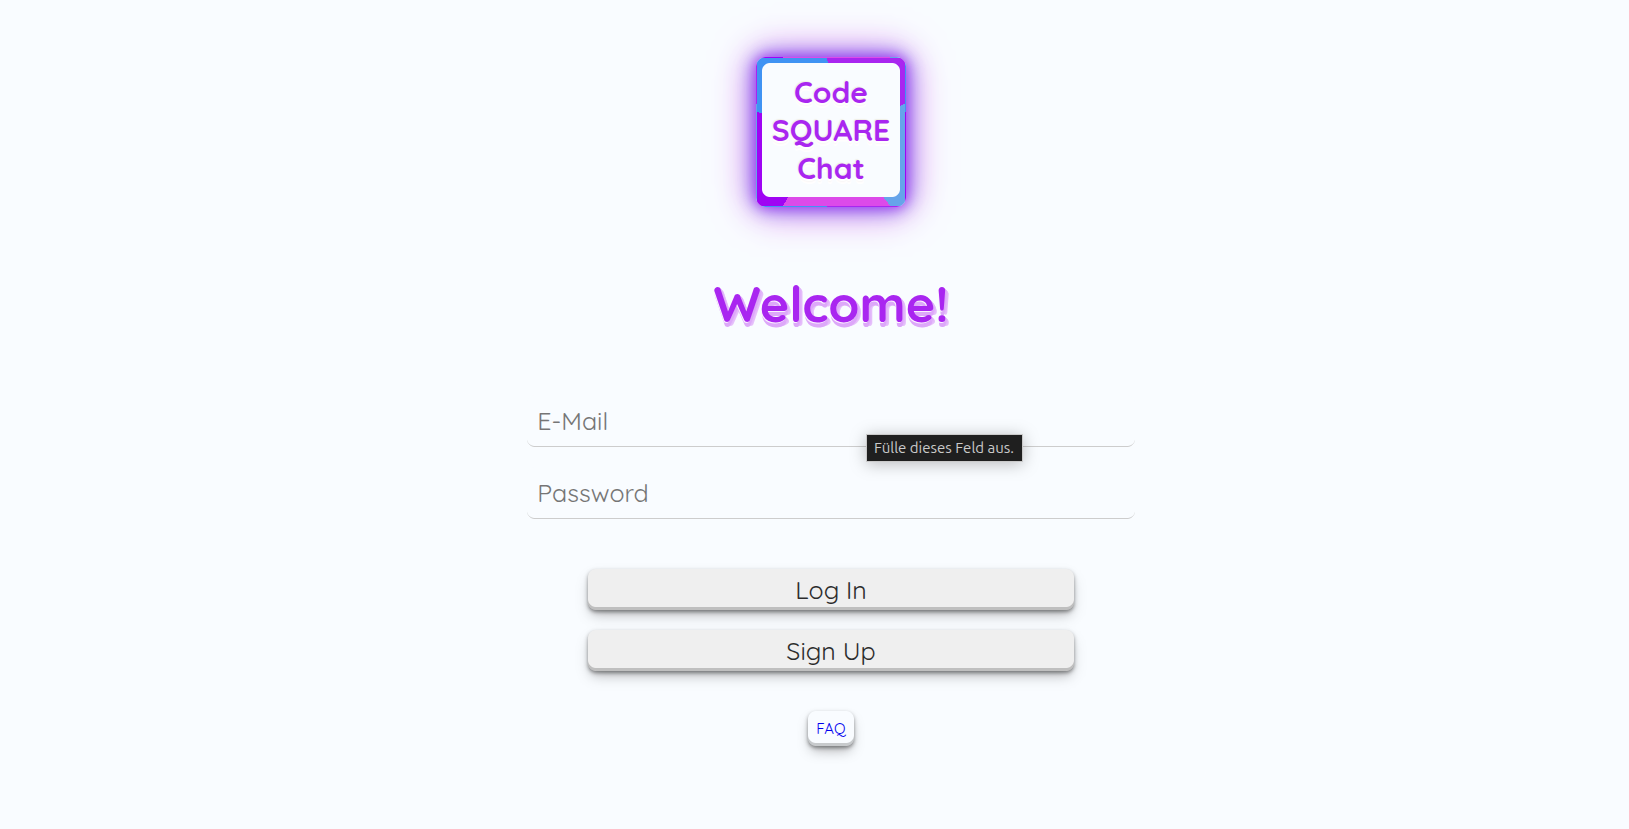 Code
SQUARE
Chat
Welcome!
E-Mail
Fülle dieses Feld aus.
Password
Log In
Sign Up
FAQ